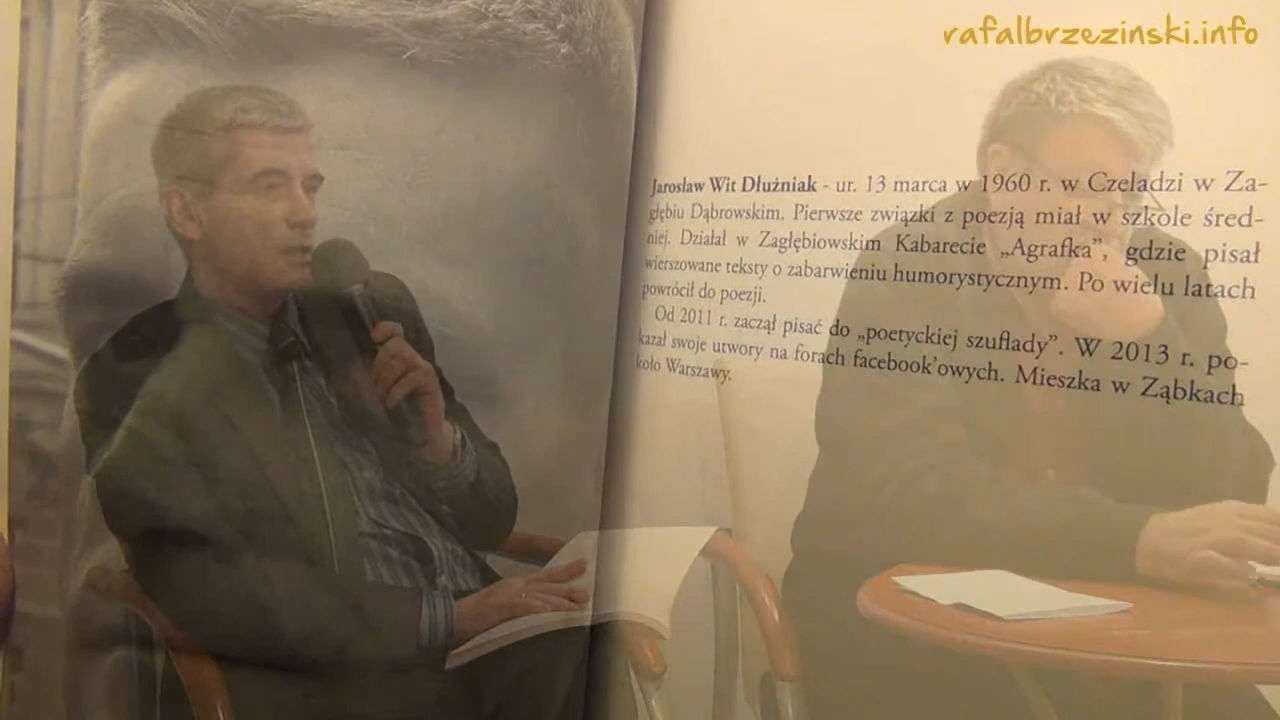 rafalbrzezinski.info
Jarosław Wit Dłużniak - ur. 13 marca w 1960 r. w Czeladzi w Za-
głębiu Dąbrowskim. Pierwsze związki z poezją miał w szkole śred-
niej. Działał w Zagłębiowskim Kabarecie „Agrafka”, gdzie pisał
wierszowane teksty o zabarwieniu humorystycznym. Po wielu latach
powrócił do poezji.
Od 2011 r. zaczął pisać do „poetyckiej szuflady”. W 2013 r. po-
kazał swoje utwory na forach facebook’owych. Mieszka w Ząbkach
koło Warszawy.